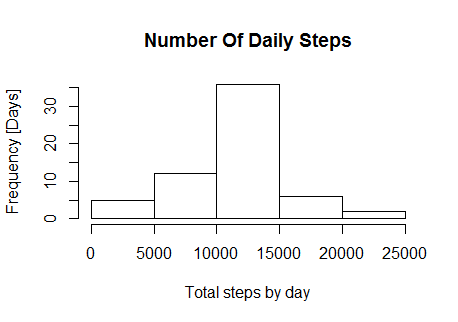 Number Of Daily Steps
Frequency [Days]
30
20
10
0
0 5000 10000 15000 20000 25000
Total steps by day